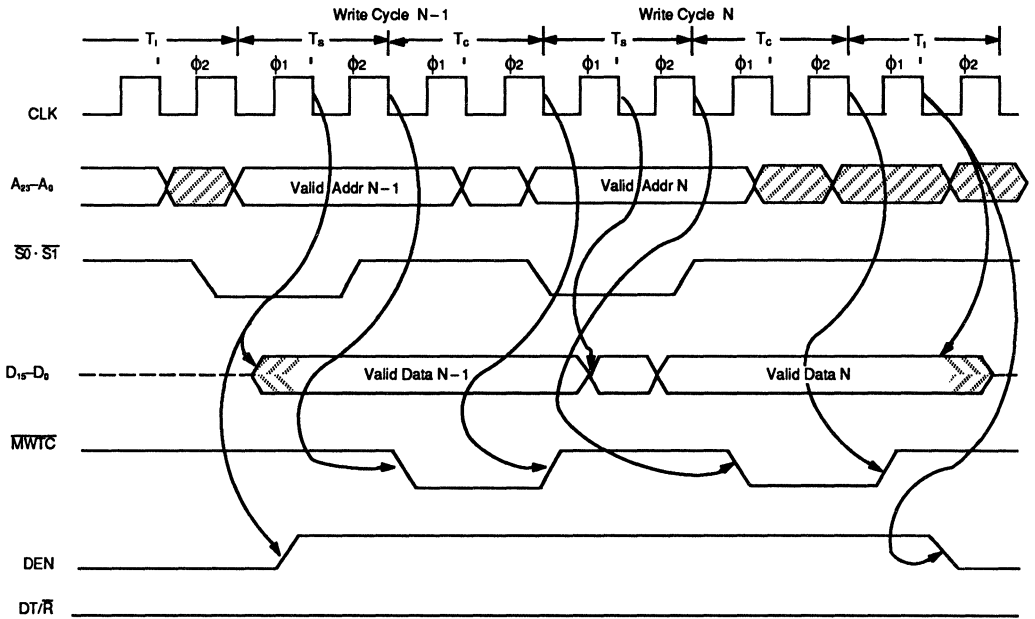 Write Cycle N–1 Write Cycle N
Tᵢ Tₛ T_C Tₛ T_C Tᵢ
ϕ2 ϕ1 ϕ2 ϕ1 ϕ2 ϕ1 ϕ2 ϕ1 ϕ2 ϕ1 ϕ2
CLK
A₂₃–A₀ Valid Addr N–1 Valid Addr N
S̅0̅ · S̅1̅
D₁₅–D₀ Valid Data N–1 Valid Data N
M̅W̅T̅C̅
DEN
DT/R̅